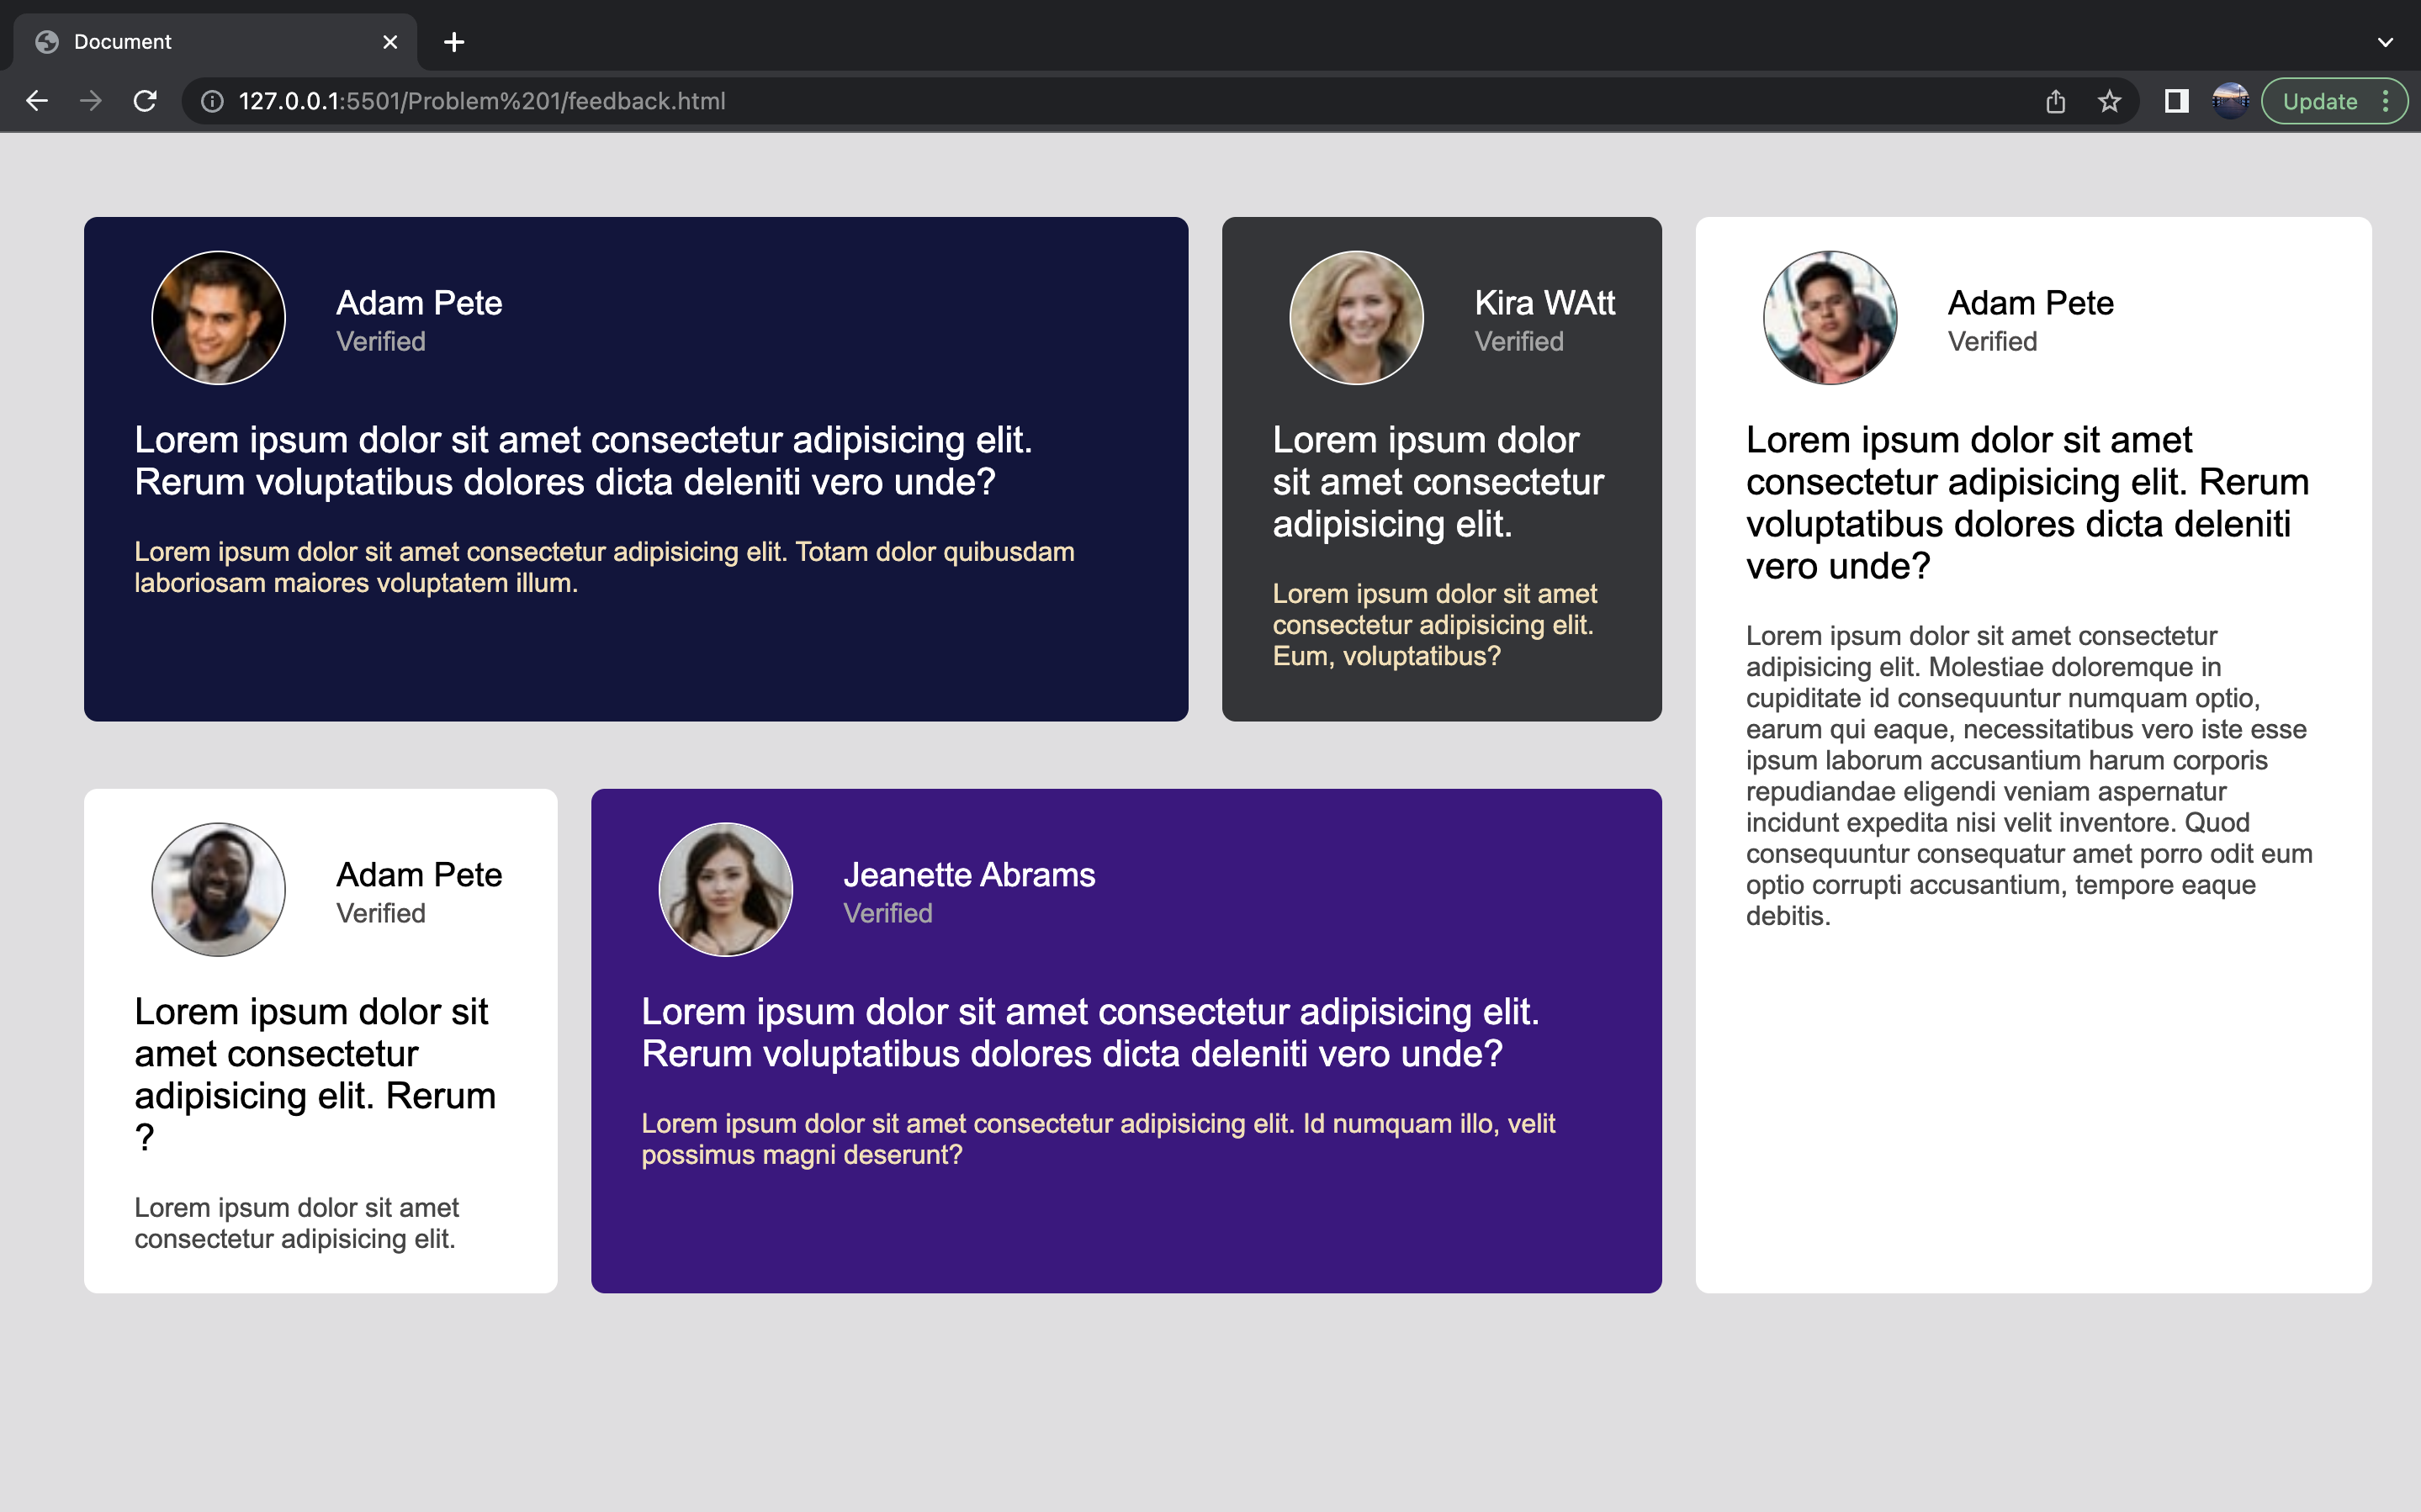 Document
127.0.0.1:5501/Problem%201/feedback.html
Update
Adam Pete
Verified
Lorem ipsum dolor sit amet consectetur adipisicing elit.
Rerum voluptatibus dolores dicta deleniti vero unde?
Lorem ipsum dolor sit amet consectetur adipisicing elit. Totam dolor quibusdam
laboriosam maiores voluptatem illum.
Kira WAtt
Verified
Lorem ipsum dolor
sit amet consectetur
adipisicing elit.
Lorem ipsum dolor sit amet
consectetur adipisicing elit.
Eum, voluptatibus?
Adam Pete
Verified
Lorem ipsum dolor sit amet
consectetur adipisicing elit. Rerum
voluptatibus dolores dicta deleniti
vero unde?
Lorem ipsum dolor sit amet consectetur
adipisicing elit. Molestiae doloremque in
cupiditate id consequuntur numquam optio,
earum qui eaque, necessitatibus vero iste esse
ipsum laborum accusantium harum corporis
repudiandae eligendi veniam aspernatur
incidunt expedita nisi velit inventore. Quod
consequuntur consequatur amet porro odit eum
optio corrupti accusantium, tempore eaque
debitis.
Adam Pete
Verified
Lorem ipsum dolor sit
amet consectetur
adipisicing elit. Rerum
?
Lorem ipsum dolor sit amet
consectetur adipisicing elit.
Jeanette Abrams
Verified
Lorem ipsum dolor sit amet consectetur adipisicing elit.
Rerum voluptatibus dolores dicta deleniti vero unde?
Lorem ipsum dolor sit amet consectetur adipisicing elit. Id numquam illo, velit
possimus magni deserunt?